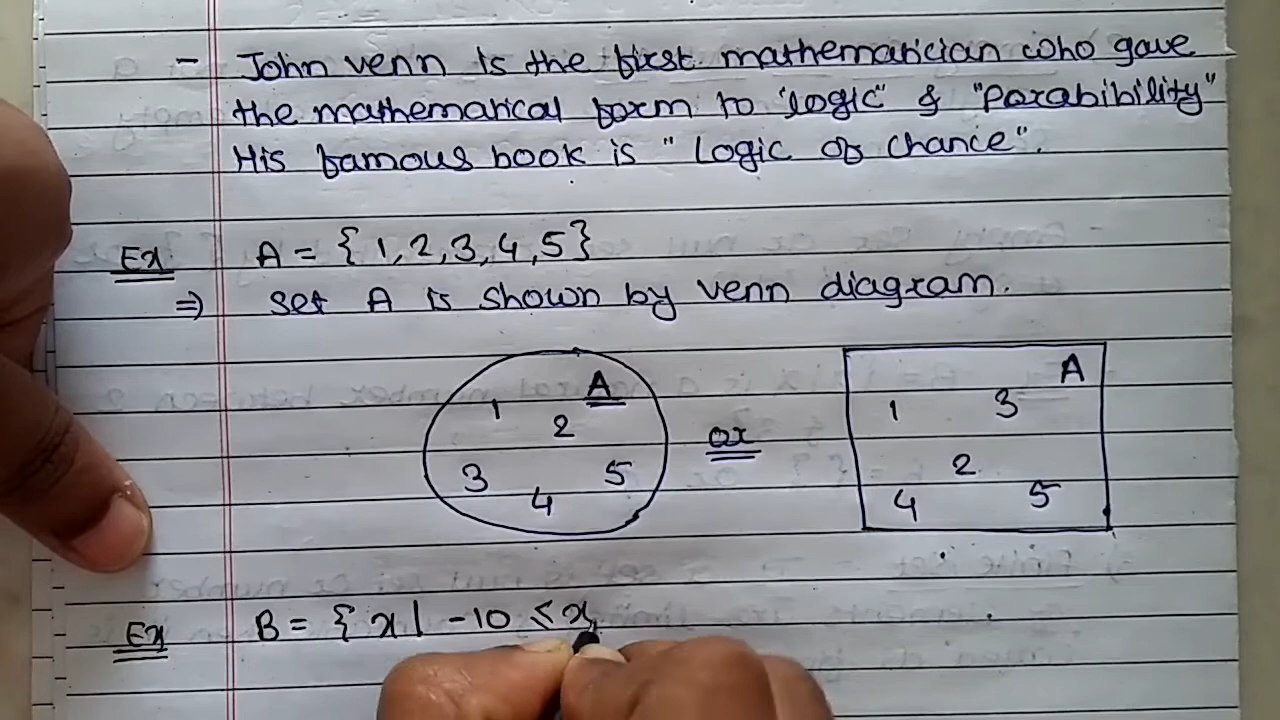 - John venn is the first mathematician who gave
the mathematical form to "logic" & "Parabibility"
His famous book is "Logic of chance".
Ex A = { 1, 2, 3, 4, 5}
⇒ set A is shown by venn diagram.
A
1 2
3 5
4
or
A
1 3
2
4 5
Ex B = { x | -10 ≤ x,